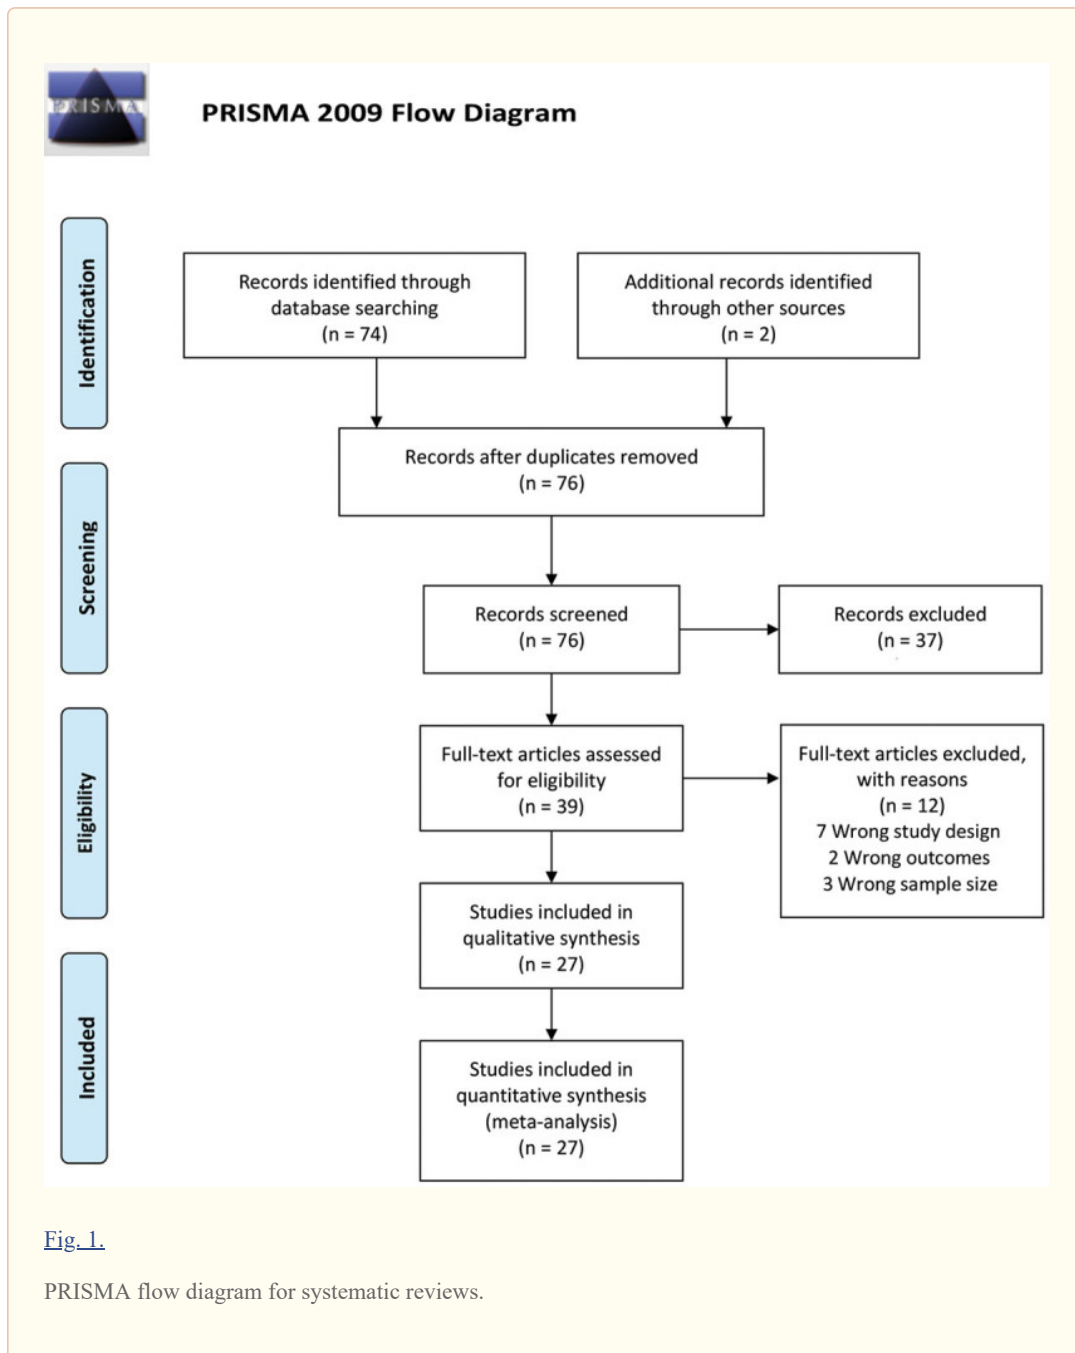 PRISMA
PRISMA 2009 Flow Diagram
Identification
Records identified through
database searching
(n = 74)
Additional records identified
through other sources
(n = 2)
Records after duplicates removed
(n = 76)
Screening
Records screened
(n = 76)
Records excluded
(n = 37)
Eligibility
Full-text articles assessed
for eligibility
(n = 39)
Full-text articles excluded,
with reasons
(n = 12)
7 Wrong study design
2 Wrong outcomes
3 Wrong sample size
Studies included in
qualitative synthesis
(n = 27)
Included
Studies included in
quantitative synthesis
(meta-analysis)
(n = 27)
Fig. 1.
PRISMA flow diagram for systematic reviews.